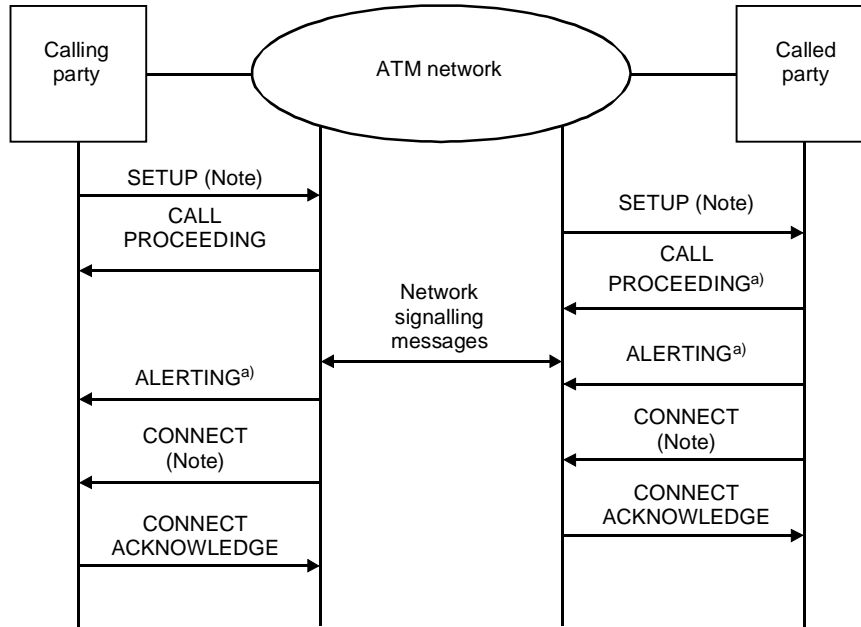 Calling
party
ATM network
Called
party
SETUP (Note)
CALL
PROCEEDING
SETUP (Note)
CALL
PROCEEDINGa)
Network
signalling
messages
ALERTINGa)
ALERTINGa)
CONNECT
(Note)
CONNECT
(Note)
CONNECT
ACKNOWLEDGE
CONNECT
ACKNOWLEDGE